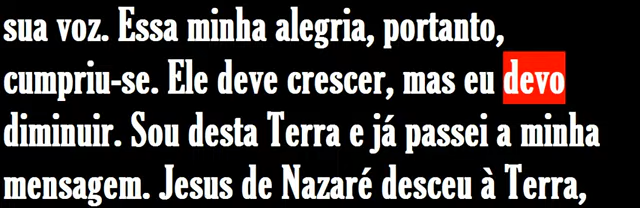 sua voz. Essa minha alegria, portanto,
cumpriu-se. Ele deve crescer, mas eu devo
diminuir. Sou desta Terra e já passei a minha
mensagem. Jesus de Nazaré desceu à Terra,